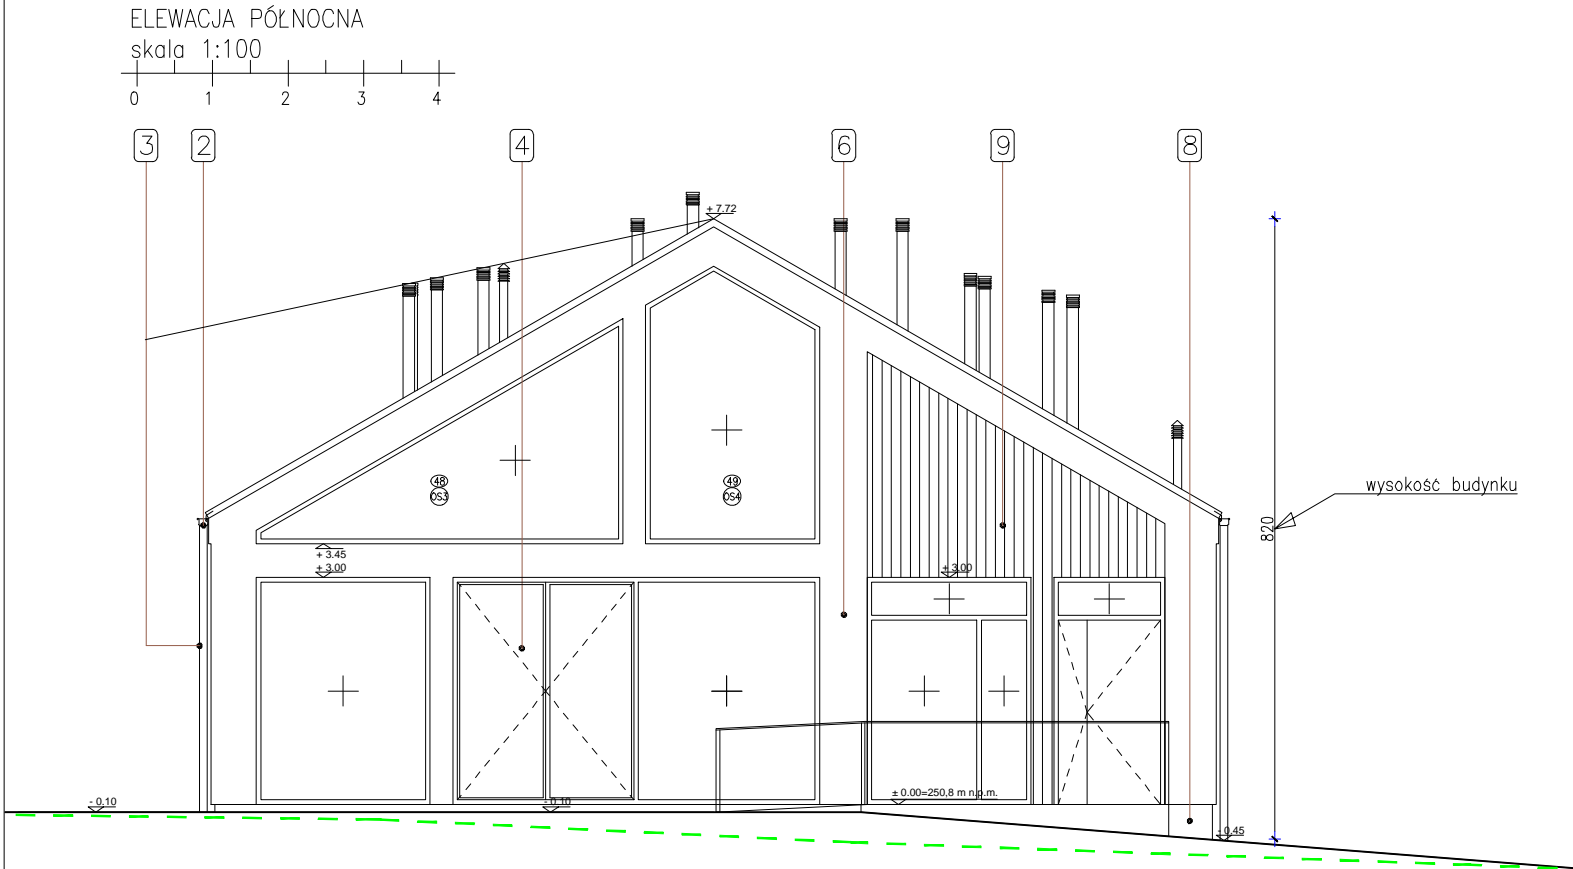 ELEWACJA PÓŁNOCNA
skala 1:100
0 1 2 3 4
3 2 4 6 9 8
+ 7.72
48
OS3
49
OS4
wysokość budynku
820
+ 3.45
+ 3.00
+ 3.00
± 0.00=250,8 m n.p.m.
- 0.10
- 0.10
- 0.45